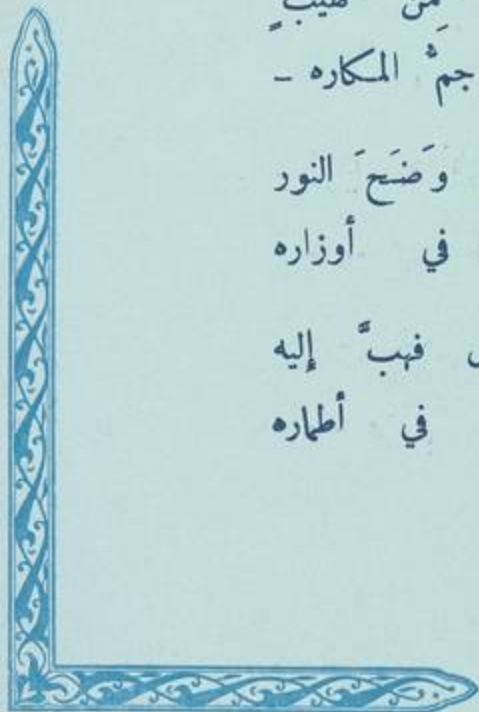 جمُّ المكاره –
وَضَحَ النور
في أوزاره
فهبَّ إليه
في أطماره